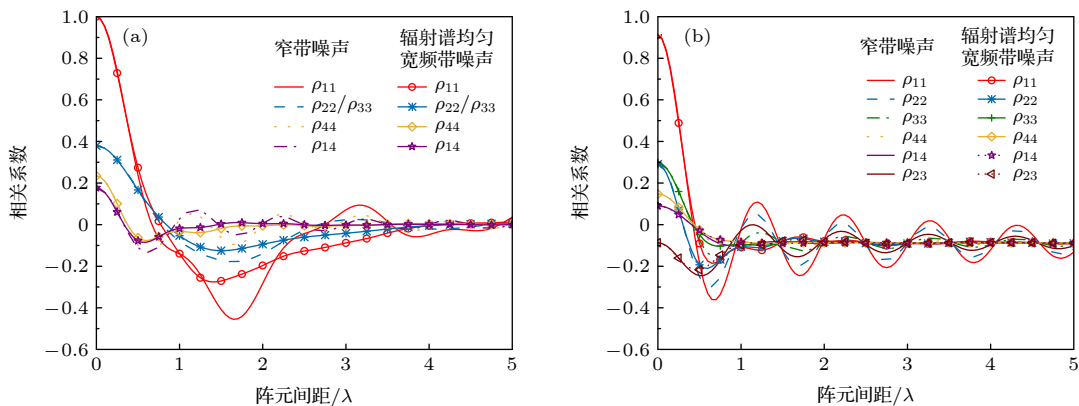 (a)
窄带噪声
辐射谱均匀
宽频带噪声
ρ11
ρ22/ρ33
ρ44
ρ14
ρ11
ρ22/ρ33
ρ44
ρ14
1.0
0.8
0.6
0.4
0.2
0
−0.2
−0.4
−0.6
相关系数
0 1 2 3 4 5
阵元间距/λ
(b)
窄带噪声
辐射谱均匀
宽频带噪声
ρ11
ρ22
ρ33
ρ44
ρ14
ρ23
ρ11
ρ22
ρ33
ρ44
ρ14
ρ23
1.0
0.8
0.6
0.4
0.2
0
−0.2
−0.4
−0.6
相关系数
0 1 2 3 4 5
阵元间距/λ